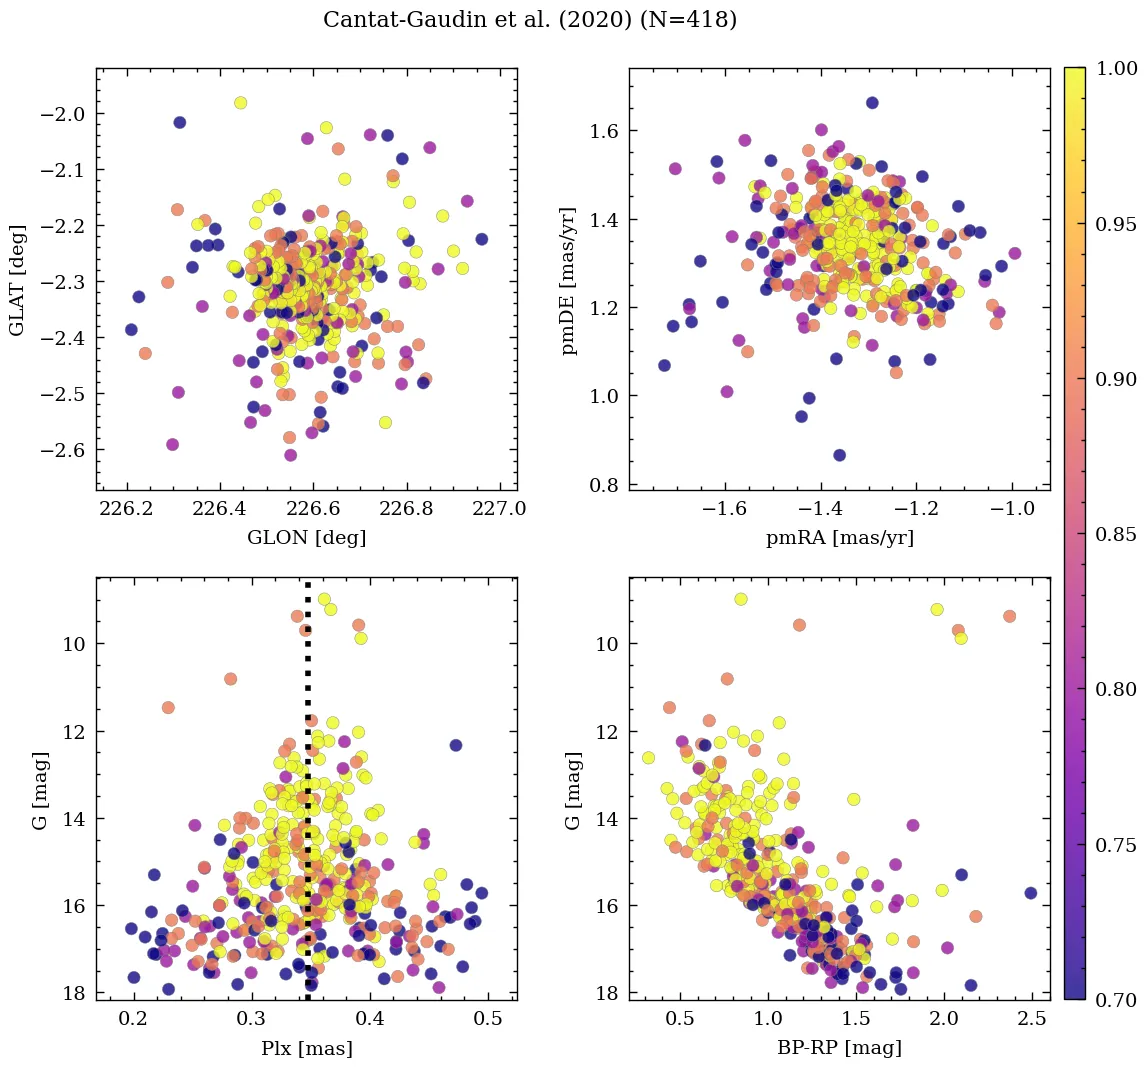 Cantat-Gaudin et al. (2020) (N=418)
−2.0
−2.1
−2.2
−2.3
−2.4
−2.5
−2.6
GLAT [deg]
226.2 226.4 226.6 226.8 227.0
GLON [deg]
1.6
1.4
1.2
1.0
0.8
pmDE [mas/yr]
−1.6 −1.4 −1.2 −1.0
pmRA [mas/yr]
10
12
14
16
18
G [mag]
0.2 0.3 0.4 0.5
Plx [mas]
10
12
14
16
18
G [mag]
0.5 1.0 1.5 2.0 2.5
BP-RP [mag]
1.00
0.95
0.90
0.85
0.80
0.75
0.70